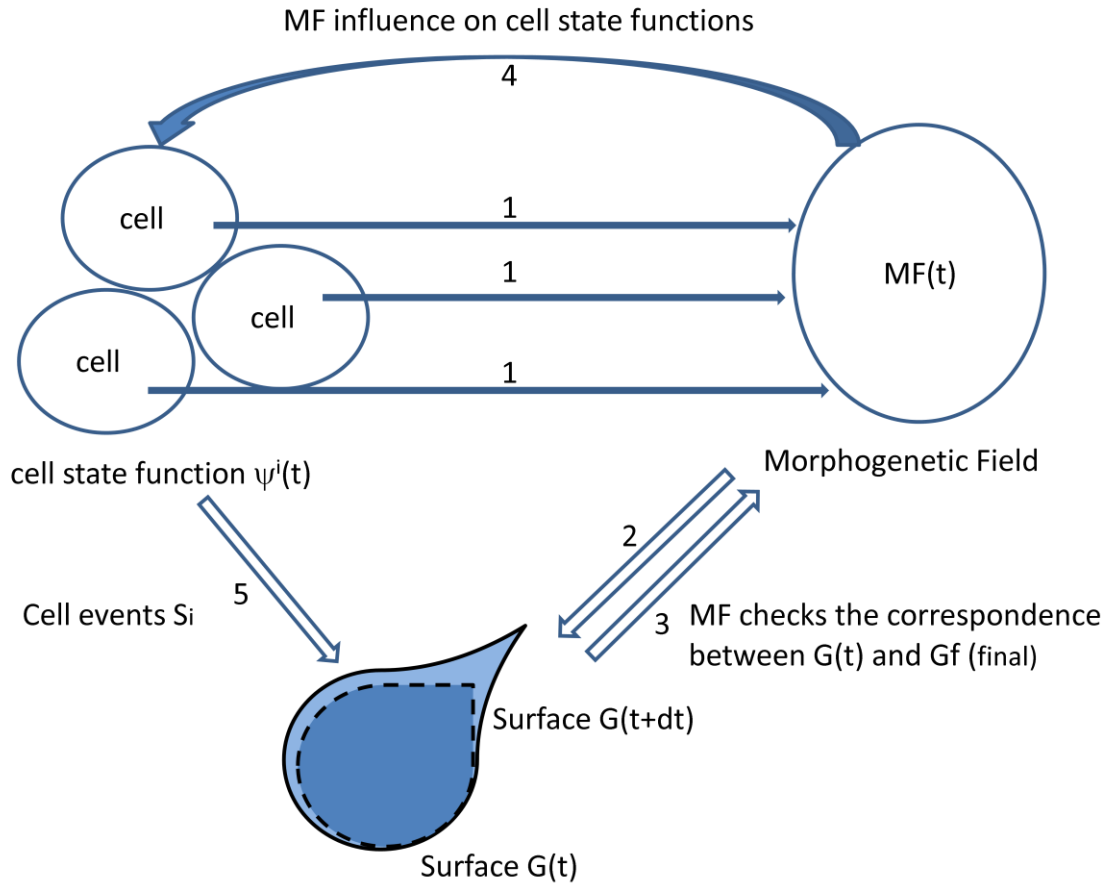 MF influence on cell state functions
4
cell
1
MF(t)
1
cell
cell
1
cell state function ψⁱ(t)
Morphogenetic Field
2
5
Cell events Si
3
MF checks the correspondence
between G(t) and Gf (final)
Surface G(t+dt)
Surface G(t)